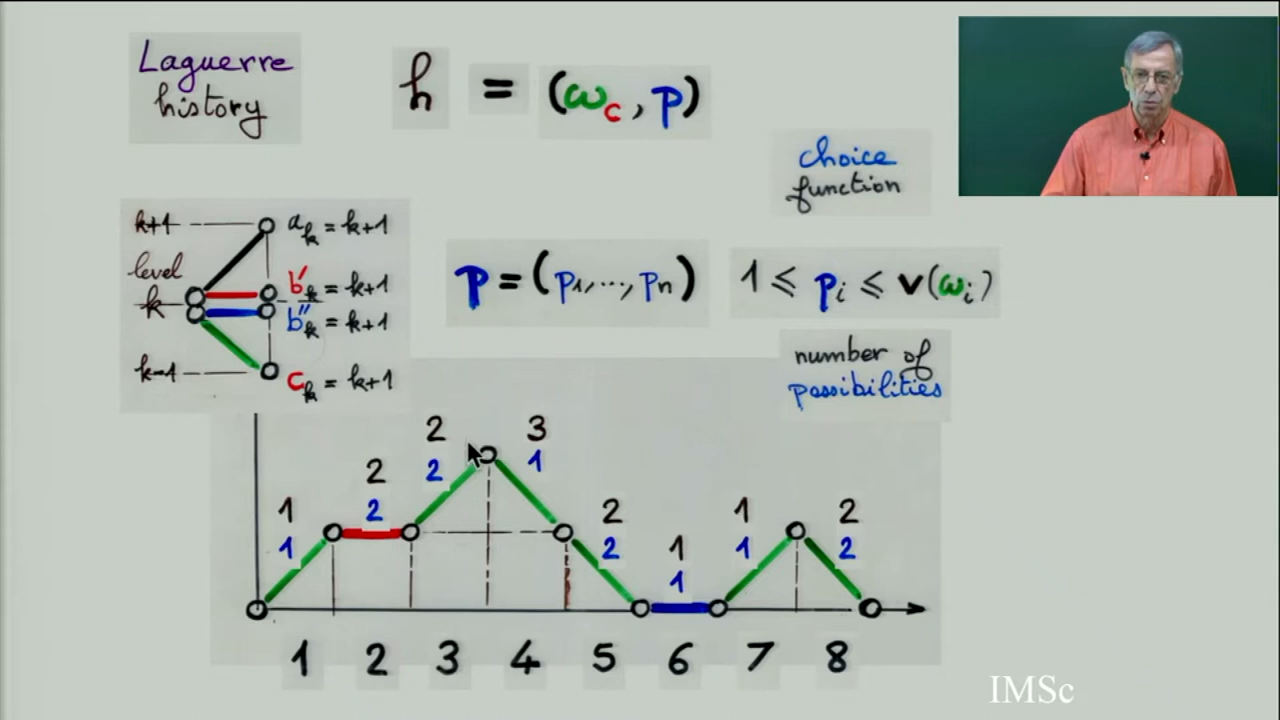 Laguerre
history
h = (ω_c, p)
choice
function
k+1 a_k = k+1
level
k
b'_k = k+1
b''_k = k+1
k-1 c_k = k+1
p = (p_1, ..., p_n) 1 ≤ p_i ≤ v(ω_i)
number of
possibilities
1 2 2 3 2 1 1 2
1 2 2 1 2 1 1 2
1 2 3 4 5 6 7 8
IMSc